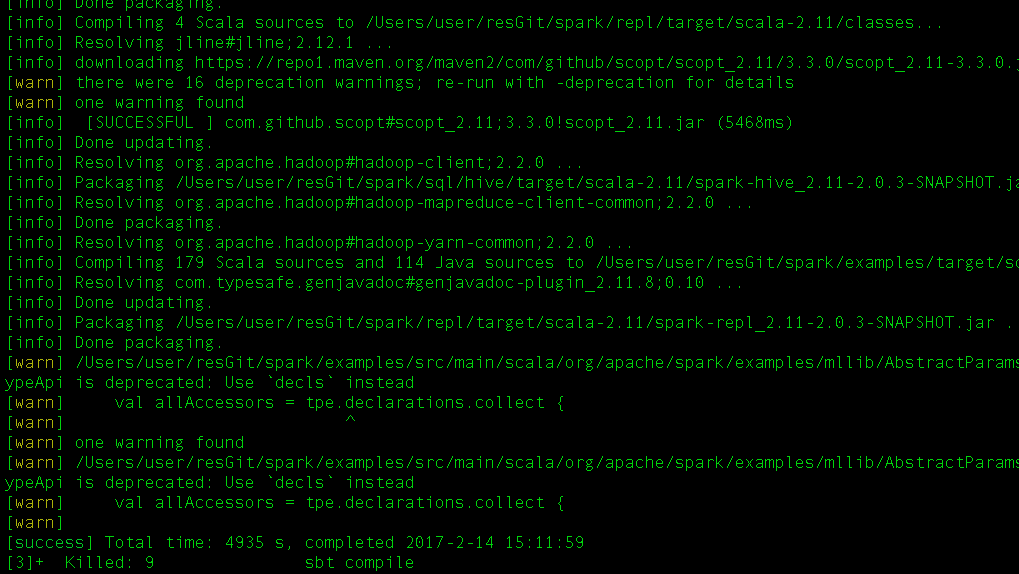 [info] Done packaging.
[info] Compiling 4 Scala sources to /Users/user/resGit/spark/repl/target/scala-2.11/classes...
[info] Resolving jline#jline;2.12.1 ...
[info] downloading https://repo1.maven.org/maven2/com/github/scopt/scopt_2.11/3.3.0/scopt_2.11-3.3.0.j
[warn] there were 16 deprecation warnings; re-run with -deprecation for details
[warn] one warning found
[info]  [SUCCESSFUL ] com.github.scopt#scopt_2.11;3.3.0!scopt_2.11.jar (5468ms)
[info] Done updating.
[info] Resolving org.apache.hadoop#hadoop-client;2.2.0 ...
[info] Packaging /Users/user/resGit/spark/sql/hive/target/scala-2.11/spark-hive_2.11-2.0.3-SNAPSHOT.ja
[info] Resolving org.apache.hadoop#hadoop-mapreduce-client-common;2.2.0 ...
[info] Done packaging.
[info] Resolving org.apache.hadoop#hadoop-yarn-common;2.2.0 ...
[info] Compiling 179 Scala sources and 114 Java sources to /Users/user/resGit/spark/examples/target/sc
[info] Resolving com.typesafe.genjavadoc#genjavadoc-plugin_2.11.8;0.10 ...
[info] Done updating.
[info] Packaging /Users/user/resGit/spark/repl/target/scala-2.11/spark-repl_2.11-2.0.3-SNAPSHOT.jar .
[info] Done packaging.
[warn] /Users/user/resGit/spark/examples/src/main/scala/org/apache/spark/examples/mllib/AbstractParams
ypeApi is deprecated: Use `decls` instead
[warn]     val allAccessors = tpe.declarations.collect {
[warn]                            ^
[warn] one warning found
[warn] /Users/user/resGit/spark/examples/src/main/scala/org/apache/spark/examples/mllib/AbstractParams
ypeApi is deprecated: Use `decls` instead
[warn]     val allAccessors = tpe.declarations.collect {
[warn]
[success] Total time: 4935 s, completed 2017-2-14 15:11:59
[3]+  Killed: 9               sbt compile